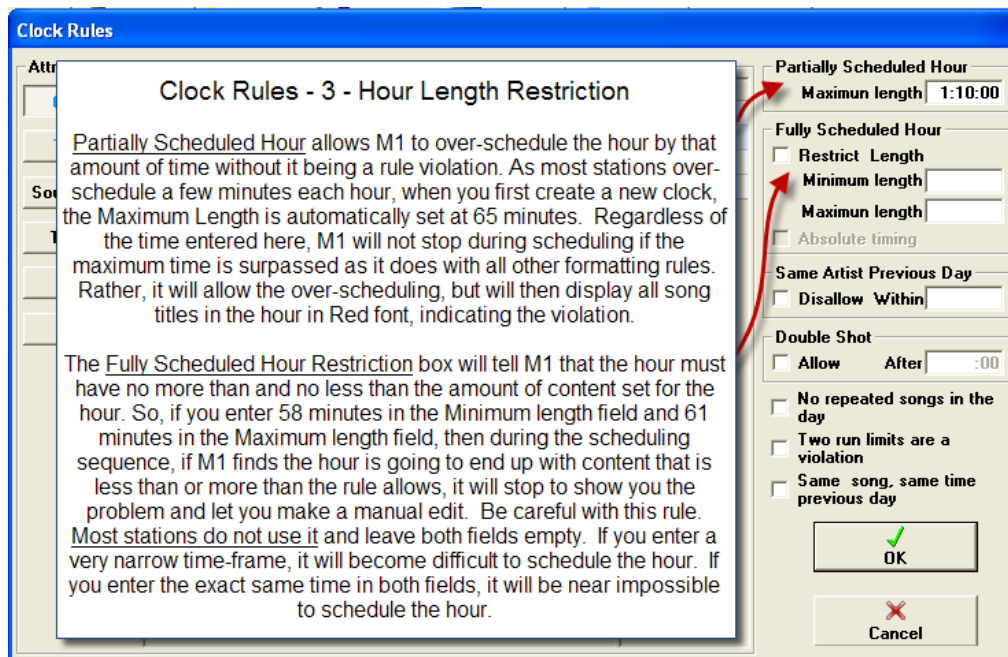 Clock Rules
Attr
Sou
T
Clock Rules - 3 - Hour Length Restriction
Partially Scheduled Hour allows M1 to over-schedule the hour by that
amount of time without it being a rule violation. As most stations over-
schedule a few minutes each hour, when you first create a new clock,
the Maximum Length is automatically set at 65 minutes. Regardless of
the time entered here, M1 will not stop during scheduling if the
maximum time is surpassed as it does with all other formatting rules.
Rather, it will allow the over-scheduling, but will then display all song
titles in the hour in Red font, indicating the violation.
The Fully Scheduled Hour Restriction box will tell M1 that the hour must
have no more than and no less than the amount of content set for the
hour. So, if you enter 58 minutes in the Minimum length field and 61
minutes in the Maximum length field, then during the scheduling
sequence, if M1 finds the hour is going to end up with content that is
less than or more than the rule allows, it will stop to show you the
problem and let you make a manual edit. Be careful with this rule.
Most stations do not use it and leave both fields empty. If you enter a
very narrow time-frame, it will become difficult to schedule the hour. If
you enter the exact same time in both fields, it will be near impossible
to schedule the hour.
Partially Scheduled Hour
Maximun length 1:10:00
Fully Scheduled Hour
Restrict Length
Minimum length
Maximun length
Absolute timing
Same Artist Previous Day
Disallow Within
Double Shot
Allow After :00
No repeated songs in the
day
Two run limits are a
violation
Same song, same time
previous day
OK
Cancel